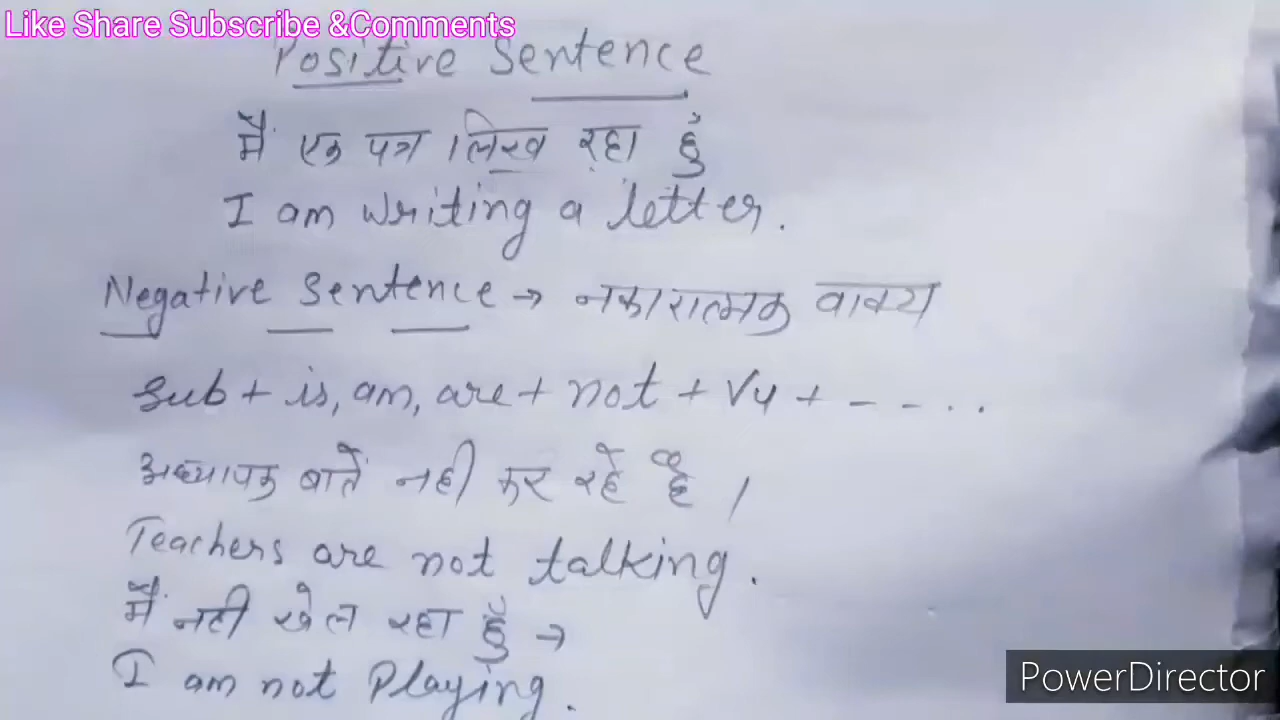 Like Share Subscribe &Comments
Positive Sentence
मैं एक पत्र लिख रहा हूँ
I am writing a letter.
Negative Sentence → नकारात्मक वाक्य
Sub + is, am, are + not + V4 + - - . . .
अध्यापक बातें नही कर रहे हैं ।
Teachers are not talking.
मैं नही खेल रहा हूँ →
I am not Playing.
PowerDirector